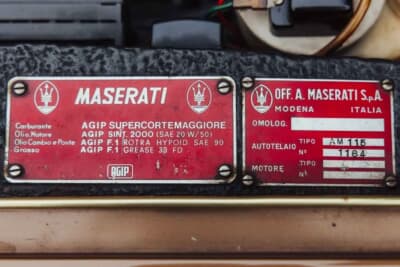 MASERATI
Carburante AGIP SUPERCORTEMAGGIORE
Olio Motore AGIP SINT. 2000 (SAE 20 W/50)
Olio Cambio e Ponte AGIP F.1 ROTRA HYPOID SAE 90
Grasso AGIP F.1 GREASE 33 FD
AGIP
OFF. A. MASERATI S.p.A.
MODENA ITALIA
OMOLOG.
AUTOTELAIO TIPO AM 115
N° 1164
MOTORE TIPO
N°